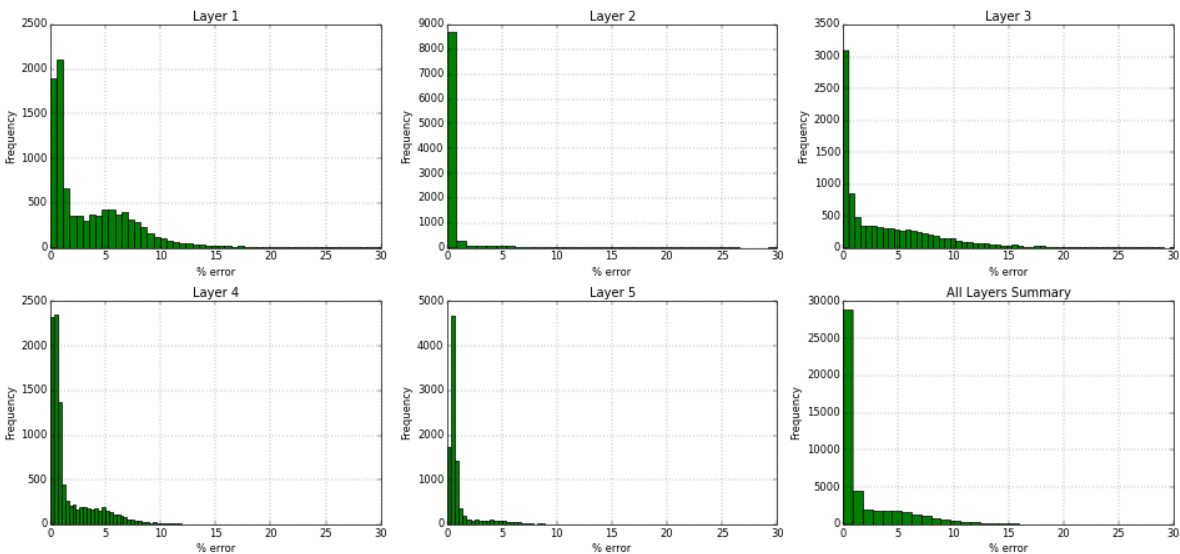 Layer 1
2500
2000
1500
1000
500
0
Frequency
0 5 10 15 20 25 30
% error
Layer 2
9000
8000
7000
6000
5000
4000
3000
2000
1000
0
Frequency
0 5 10 15 20 25 30
% error
Layer 3
3500
3000
2500
2000
1500
1000
500
0
Frequency
0 5 10 15 20 25 30
% error
Layer 4
2500
2000
1500
1000
500
0
Frequency
0 5 10 15 20 25 30
% error
Layer 5
5000
4000
3000
2000
1000
0
Frequency
0 5 10 15 20 25 30
% error
All Layers Summary
30000
25000
20000
15000
10000
5000
0
Frequency
0 5 10 15 20 25 30
% error